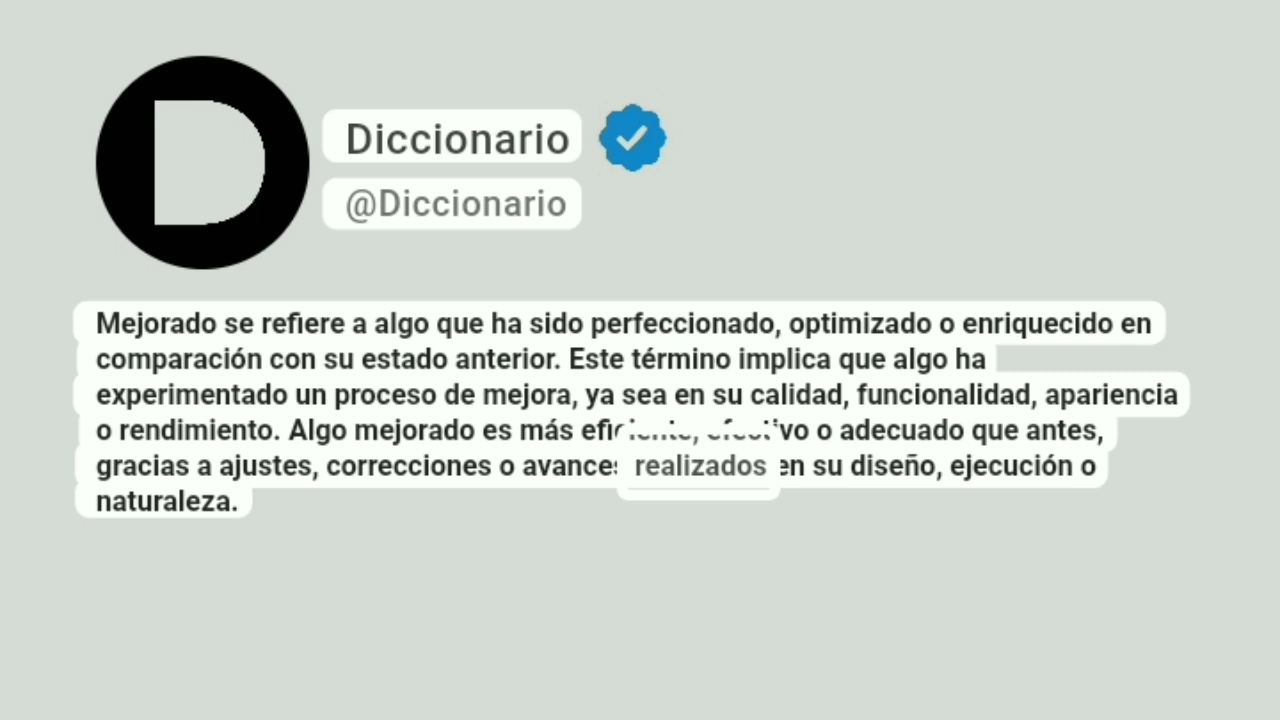 D
Diccionario
@Diccionario
Mejorado se refiere a algo que ha sido perfeccionado, optimizado o enriquecido en
comparación con su estado anterior. Este término implica que algo ha
experimentado un proceso de mejora, ya sea en su calidad, funcionalidad, apariencia
o rendimiento. Algo mejorado es más eficiente, efectivo o adecuado que antes,
gracias a ajustes, correcciones o avances realizados en su diseño, ejecución o
naturaleza.